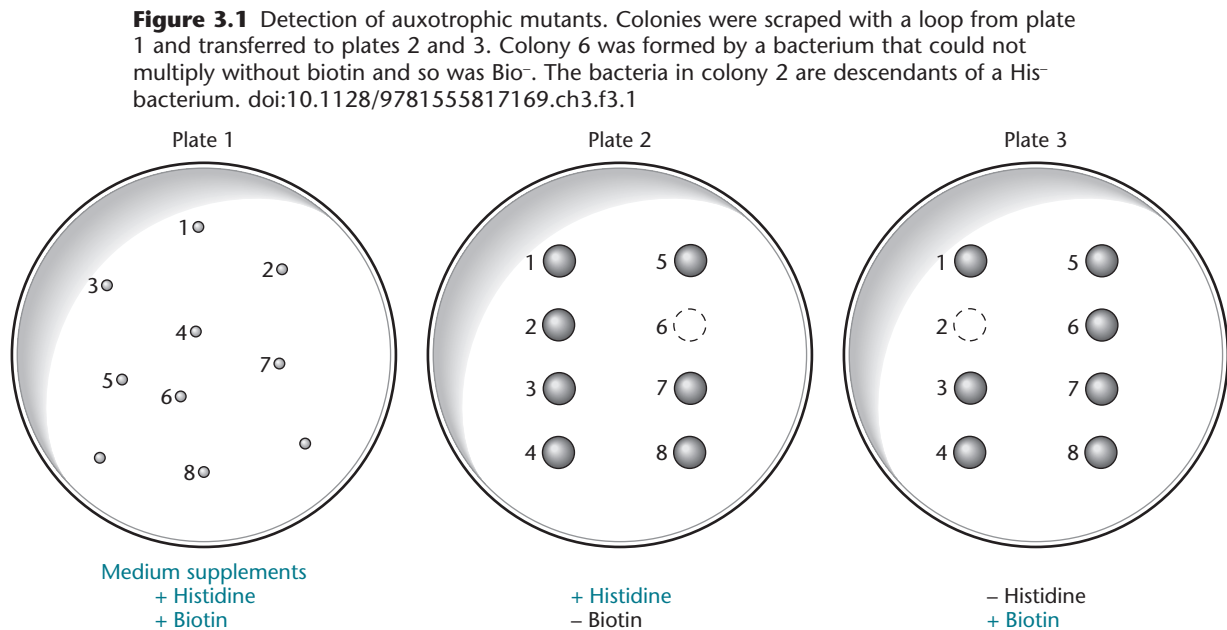 Figure 3.1 Detection of auxotrophic mutants. Colonies were scraped with a loop from plate
1 and transferred to plates 2 and 3. Colony 6 was formed by a bacterium that could not
multiply without biotin and so was Bio⁻. The bacteria in colony 2 are descendants of a His⁻
bacterium. doi:10.1128/9781555817169.ch3.f3.1
Plate 1
1
2
3
4
7
5
6
8
Medium supplements
+ Histidine
+ Biotin
Plate 2
1 5
2 6
3 7
4 8
+ Histidine
– Biotin
Plate 3
1 5
2 6
3 7
4 8
– Histidine
+ Biotin